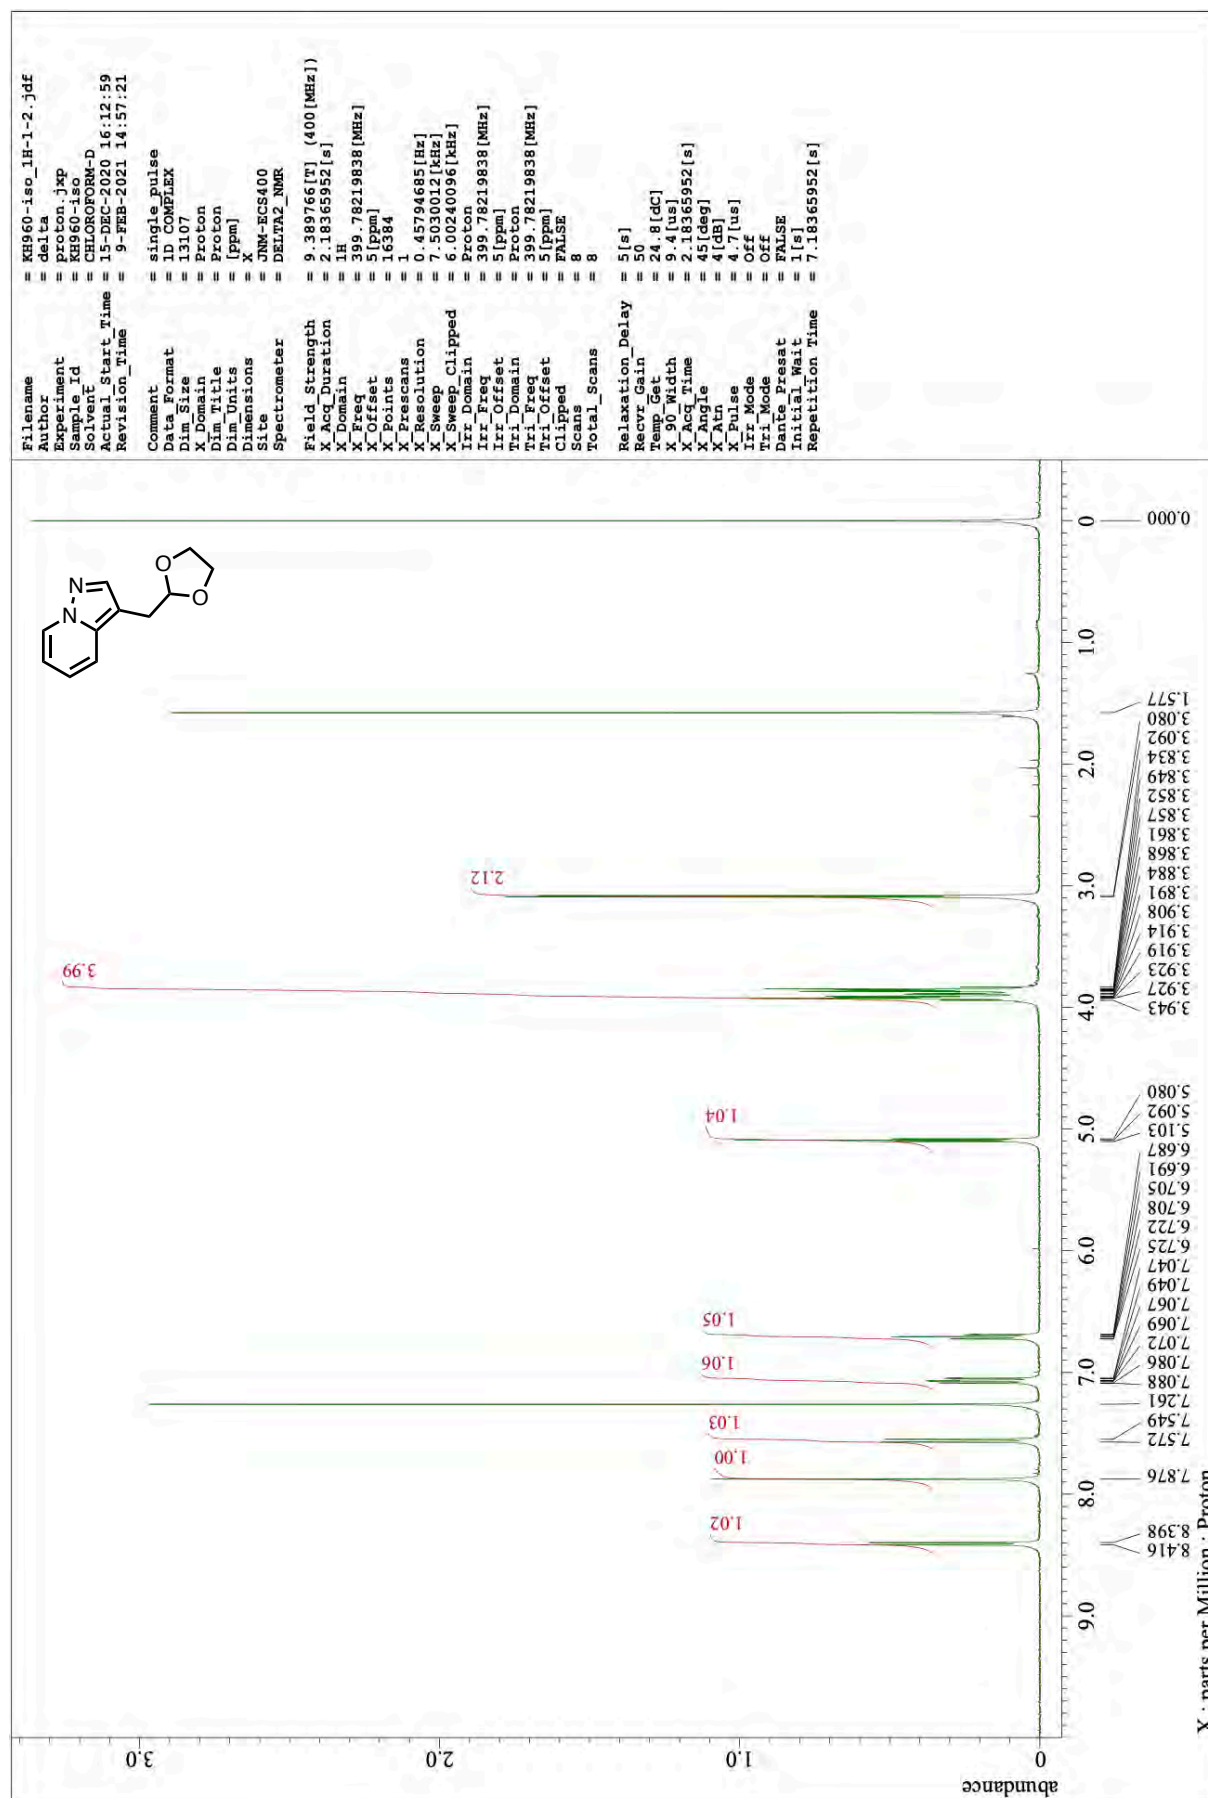 Filename = KH960-iso_1H-1-2.jdf
Author = delta
Experiment = proton.jxp
Sample_Id = KH960-iso
Solvent = CHLOROFORM-D
Actual_Start_Time = 15-DEC-2020 16:12:59
Revision_Time = 9-FEB-2021 14:57:21
Comment = single_pulse
Data_Format = 1D COMPLEX
Dim_Size = 13107
X_Domain = Proton
Dim_Title = Proton
Dim_Units = [ppm]
Dimensions = X
Site = JNM-ECS400
Spectrometer = DELTA2_NMR
Field_Strength = 9.389766[T] (400[MHz])
X_Acq_Duration = 2.18365952[s]
X_Domain = 1H
X_Freq = 399.78219838[MHz]
X_Offset = 5[ppm]
X_Points = 16384
X_Prescans = 1
X_Resolution = 0.45794685[Hz]
X_Sweep = 7.5030012[kHz]
X_Sweep_Clipped = 6.00240096[kHz]
Irr_Domain = Proton
Irr_Freq = 399.78219838[MHz]
Irr_Offset = 5[ppm]
Tri_Domain = Proton
Tri_Freq = 399.78219838[MHz]
Tri_Offset = 5[ppm]
Clipped = FALSE
Scans = 8
Total_Scans = 8
Relaxation_Delay = 5[s]
Recvr_Gain = 50
Temp_Get = 24.8[dC]
X_90_Width = 9.4[us]
X_Acq_Time = 2.18365952[s]
X_Angle = 45[deg]
X_Atn = 4[dB]
X_Pulse = 4.7[us]
Irr_Mode = Off
Tri_Mode = Off
Dante_Presat = FALSE
Initial_Wait = 1[s]
Repetition Time = 7.18365952[s]
N
N
O
O
abundance
0
1.0
2.0
3.0
1.02
1.00
1.03
1.06
1.05
1.04
3.99
2.12
9.0
8.0
7.0
6.0
5.0
4.0
3.0
2.0
1.0
0
8.416
8.398
7.876
7.572
7.549
7.261
7.088
7.086
7.072
7.069
7.067
7.049
7.047
6.725
6.722
6.708
6.705
6.691
6.687
5.103
5.092
5.080
3.943
3.927
3.923
3.919
3.914
3.908
3.891
3.884
3.868
3.861
3.857
3.852
3.849
3.834
3.092
3.080
1.577
0.000
X : parts per Million : Proton